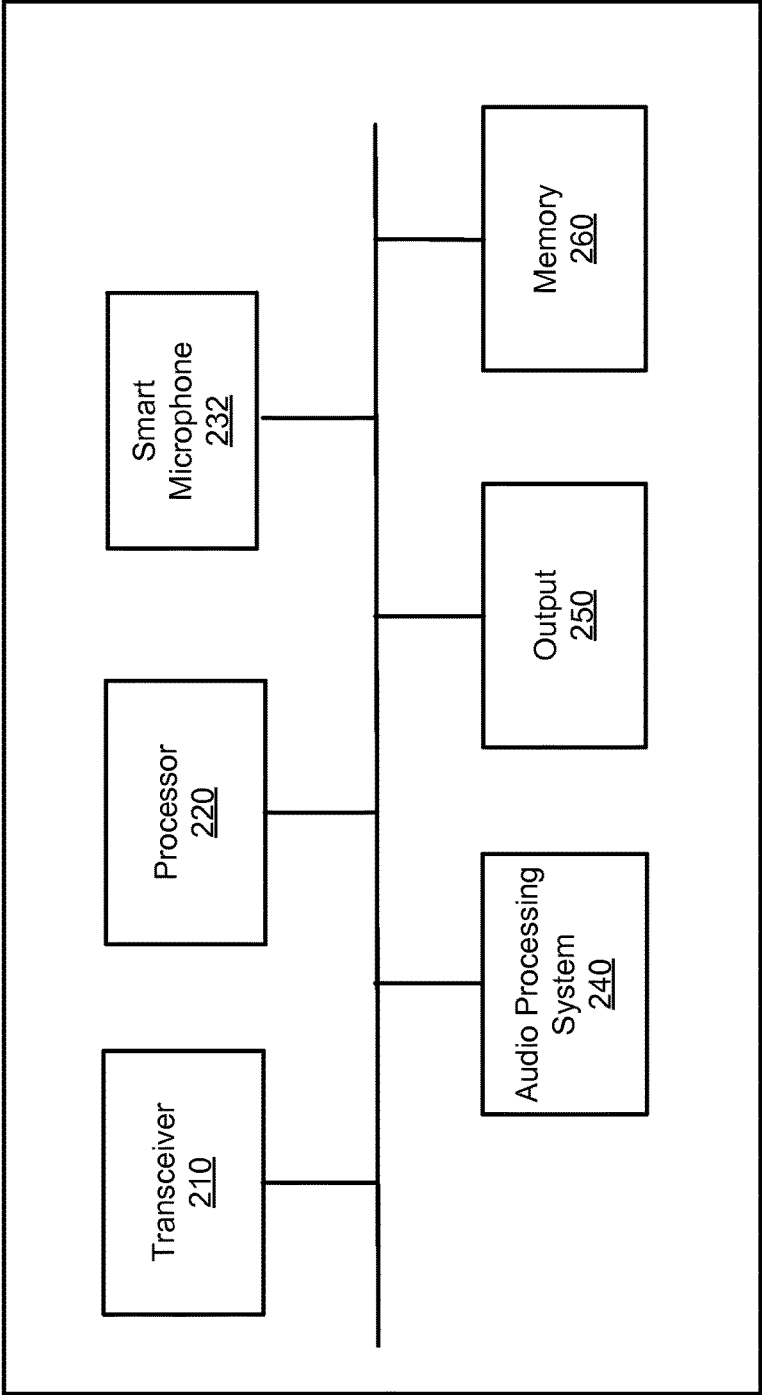 Transceiver
210
Processor
220
Smart
Microphone
232
Audio Processing
System
240
Output
250
Memory
260